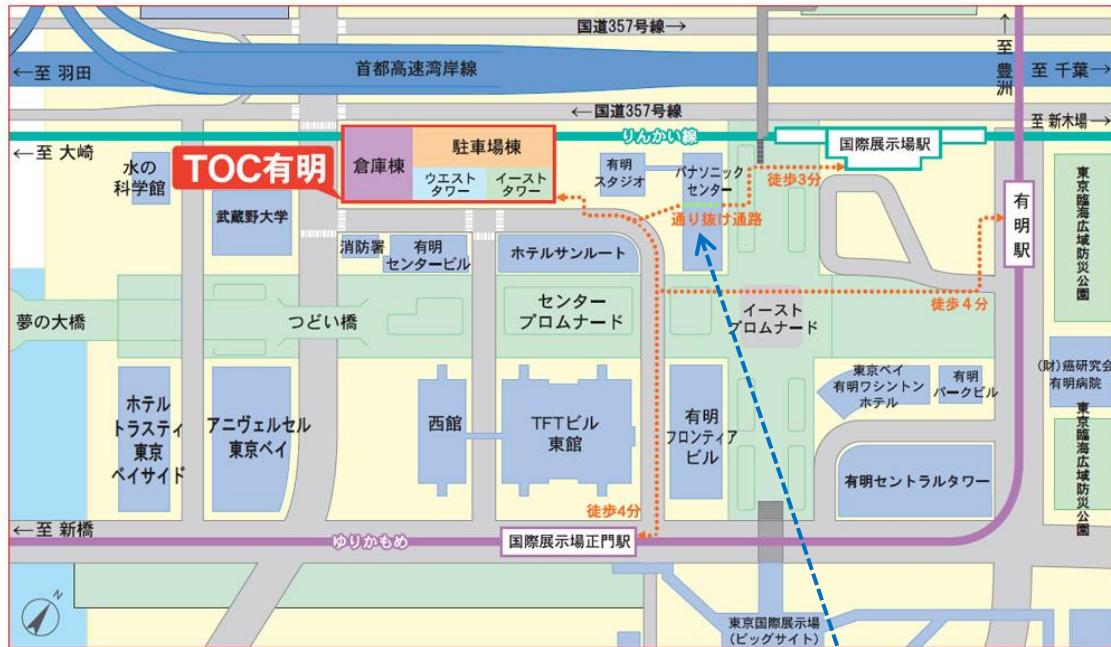 国道357号線→
←至 羽田
首都高速湾岸線
↑至 豊洲
至 千葉→
←国道357号線
至 新木場→
←至 大崎
りんかい線
国際展示場駅
水の
科学館
TOC有明
倉庫棟
駐車場棟
ウエスト
タワー
イースト
タワー
有明
スタジオ
パナソニック
センター
徒歩3分
通り抜け通路
武蔵野大学
消防署
有明
センタービル
ホテルサンルート
有明駅
東京臨海広域防災公園
夢の大橋
つどい橋
センター
プロムナード
イースト
プロムナード
徒歩4分
ホテル
トラスティ
東京
ベイサイド
アニヴェルセル
東京ベイ
西館
TFTビル
東館
有明
フロンティア
ビル
東京ベイ
有明ワシントン
ホテル
有明
パークビル
(財)癌研究会
有明病院
有明セントラルタワー
東京臨海広域防災公園
徒歩4分
←至 新橋
ゆりかもめ
国際展示場正門駅
東京国際展示場
(ビッグサイト)
N